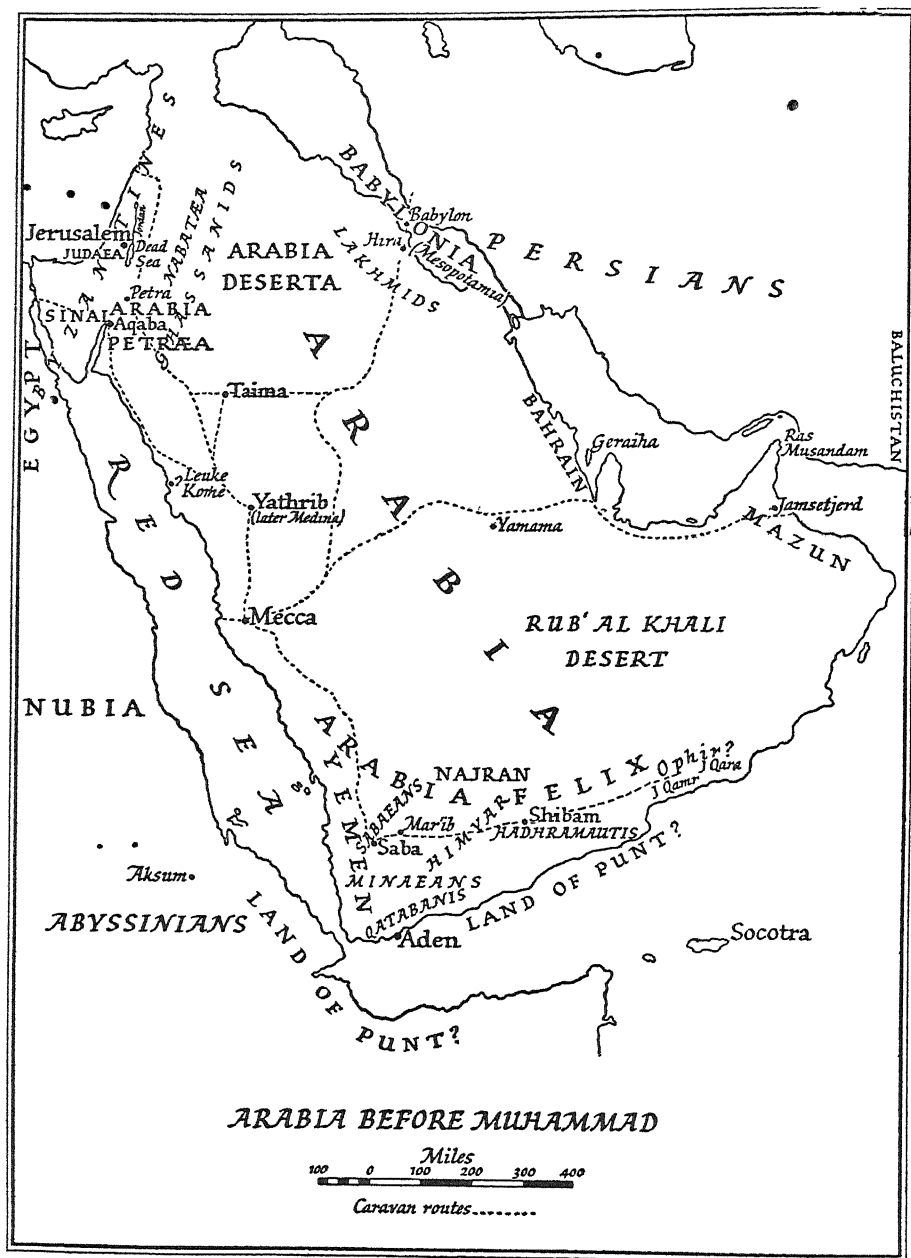 BYZANTINES
BABYLONIA
Babylon
Jerusalem
JUDAEA
Jordan
Dead
Sea
NABATÆA
GHASSANIDS
ARABIA
DESERTA
LAKHMIDS
Hira
(Mesopotamia)
PERSIANS
Petra
SINAI
ARABIA
PETRÆA
Aqaba
EGYPT
Taima
BALUCHISTAN
BAHRAIN
Geraiha
Ras
Musandam
Leuke
Kome
Yathrib
(later Medina)
Yamama
Jamsetjerd
MAZUN
RED SEA
ARABIA
Mecca
RUB' AL KHALI
DESERT
NUBIA
ARABIA FELIX
YEMEN
NAJRAN
Ophir?
J Qara
J Qamr
SABAEANS
Marib
Saba
HIMYAR
Shibam
HADHRAMAUTIS
MINAEANS
QATABANIS
LAND OF PUNT?
Aksum
ABYSSINIANS
Aden
Socotra
LAND OF PUNT?
ARABIA BEFORE MUHAMMAD
Miles
100 0 100 200 300 400
Caravan routes........